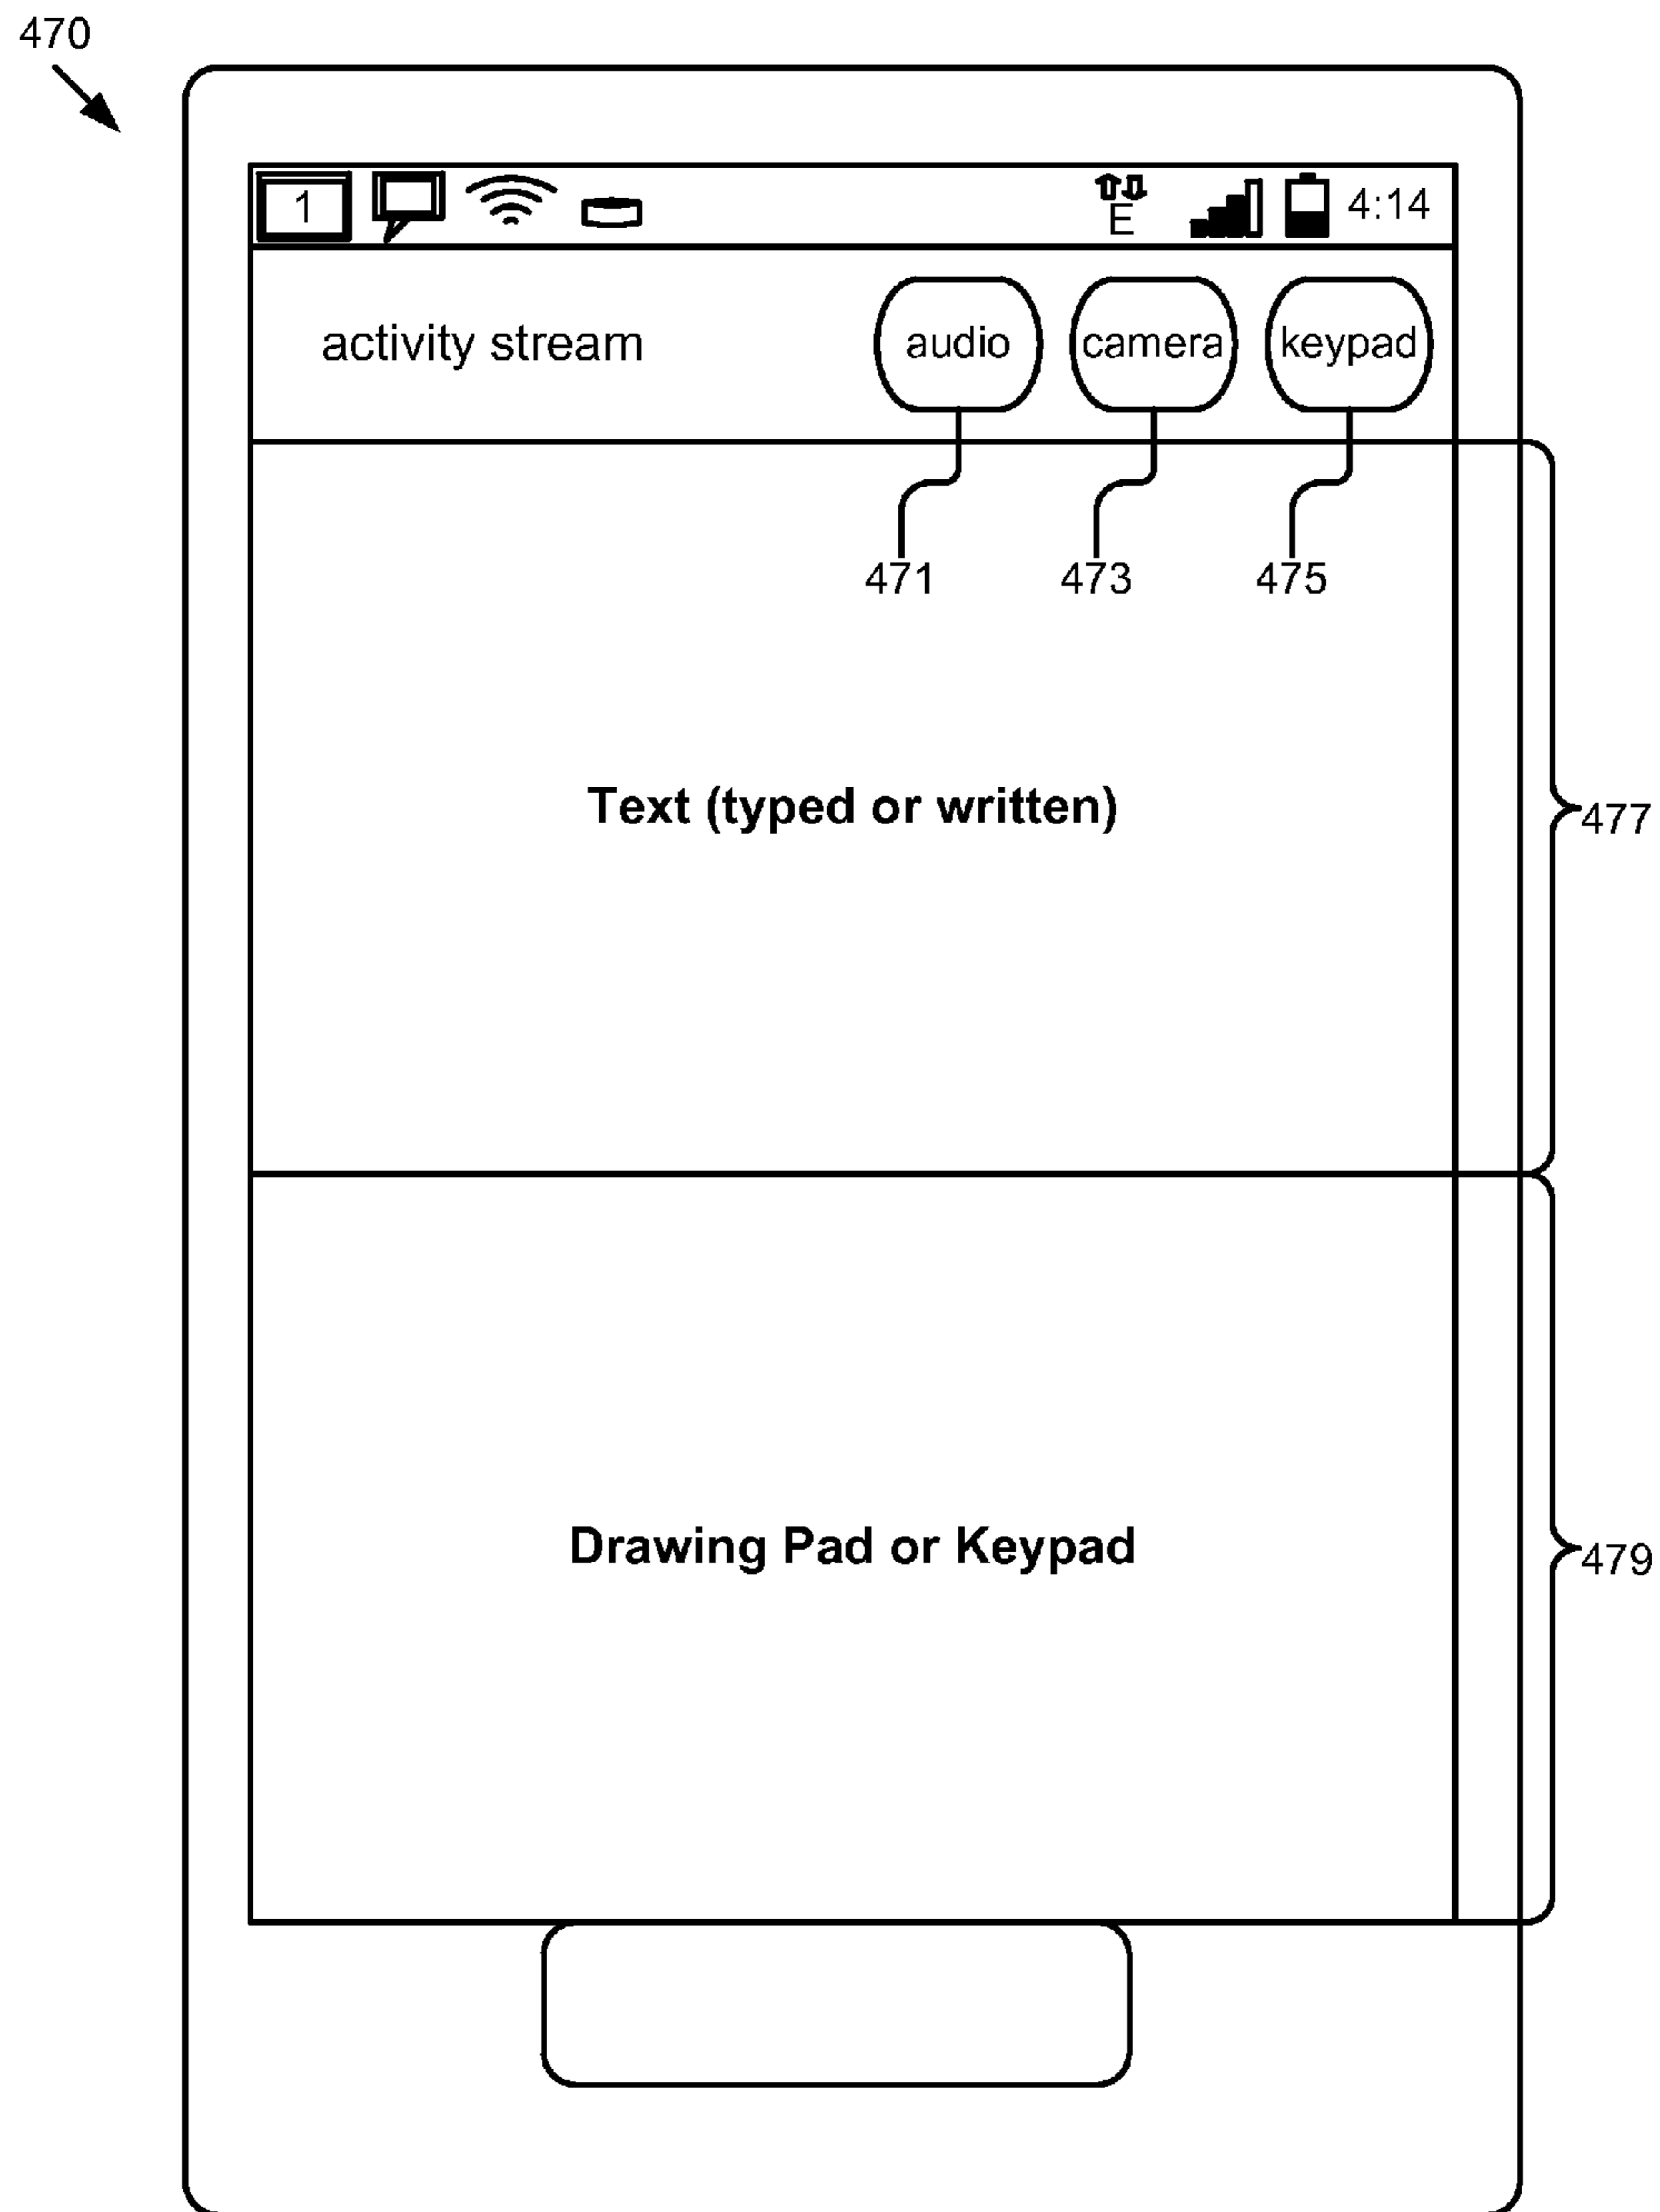 470
1 E 4:14
activity stream audio camera keypad
471 473 475
Text (typed or written)
477
Drawing Pad or Keypad
479